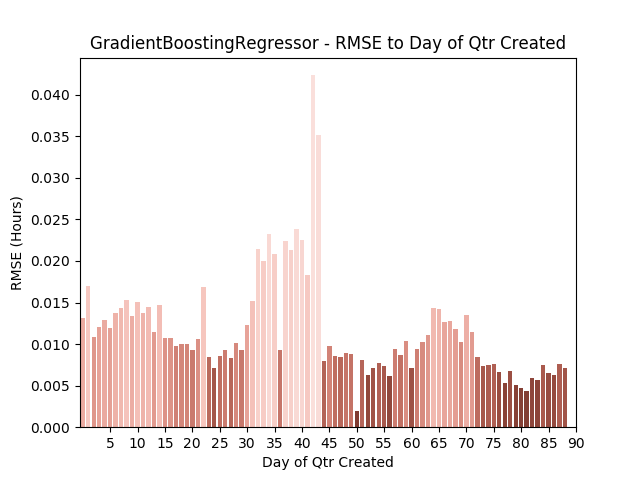 GradientBoostingRegressor - RMSE to Day of Qtr Created
0.040
0.035
0.030
0.025
0.020
0.015
0.010
0.005
0.000
RMSE (Hours)
5 10 15 20 25 30 35 40 45 50 55 60 65 70 75 80 85 90
Day of Qtr Created